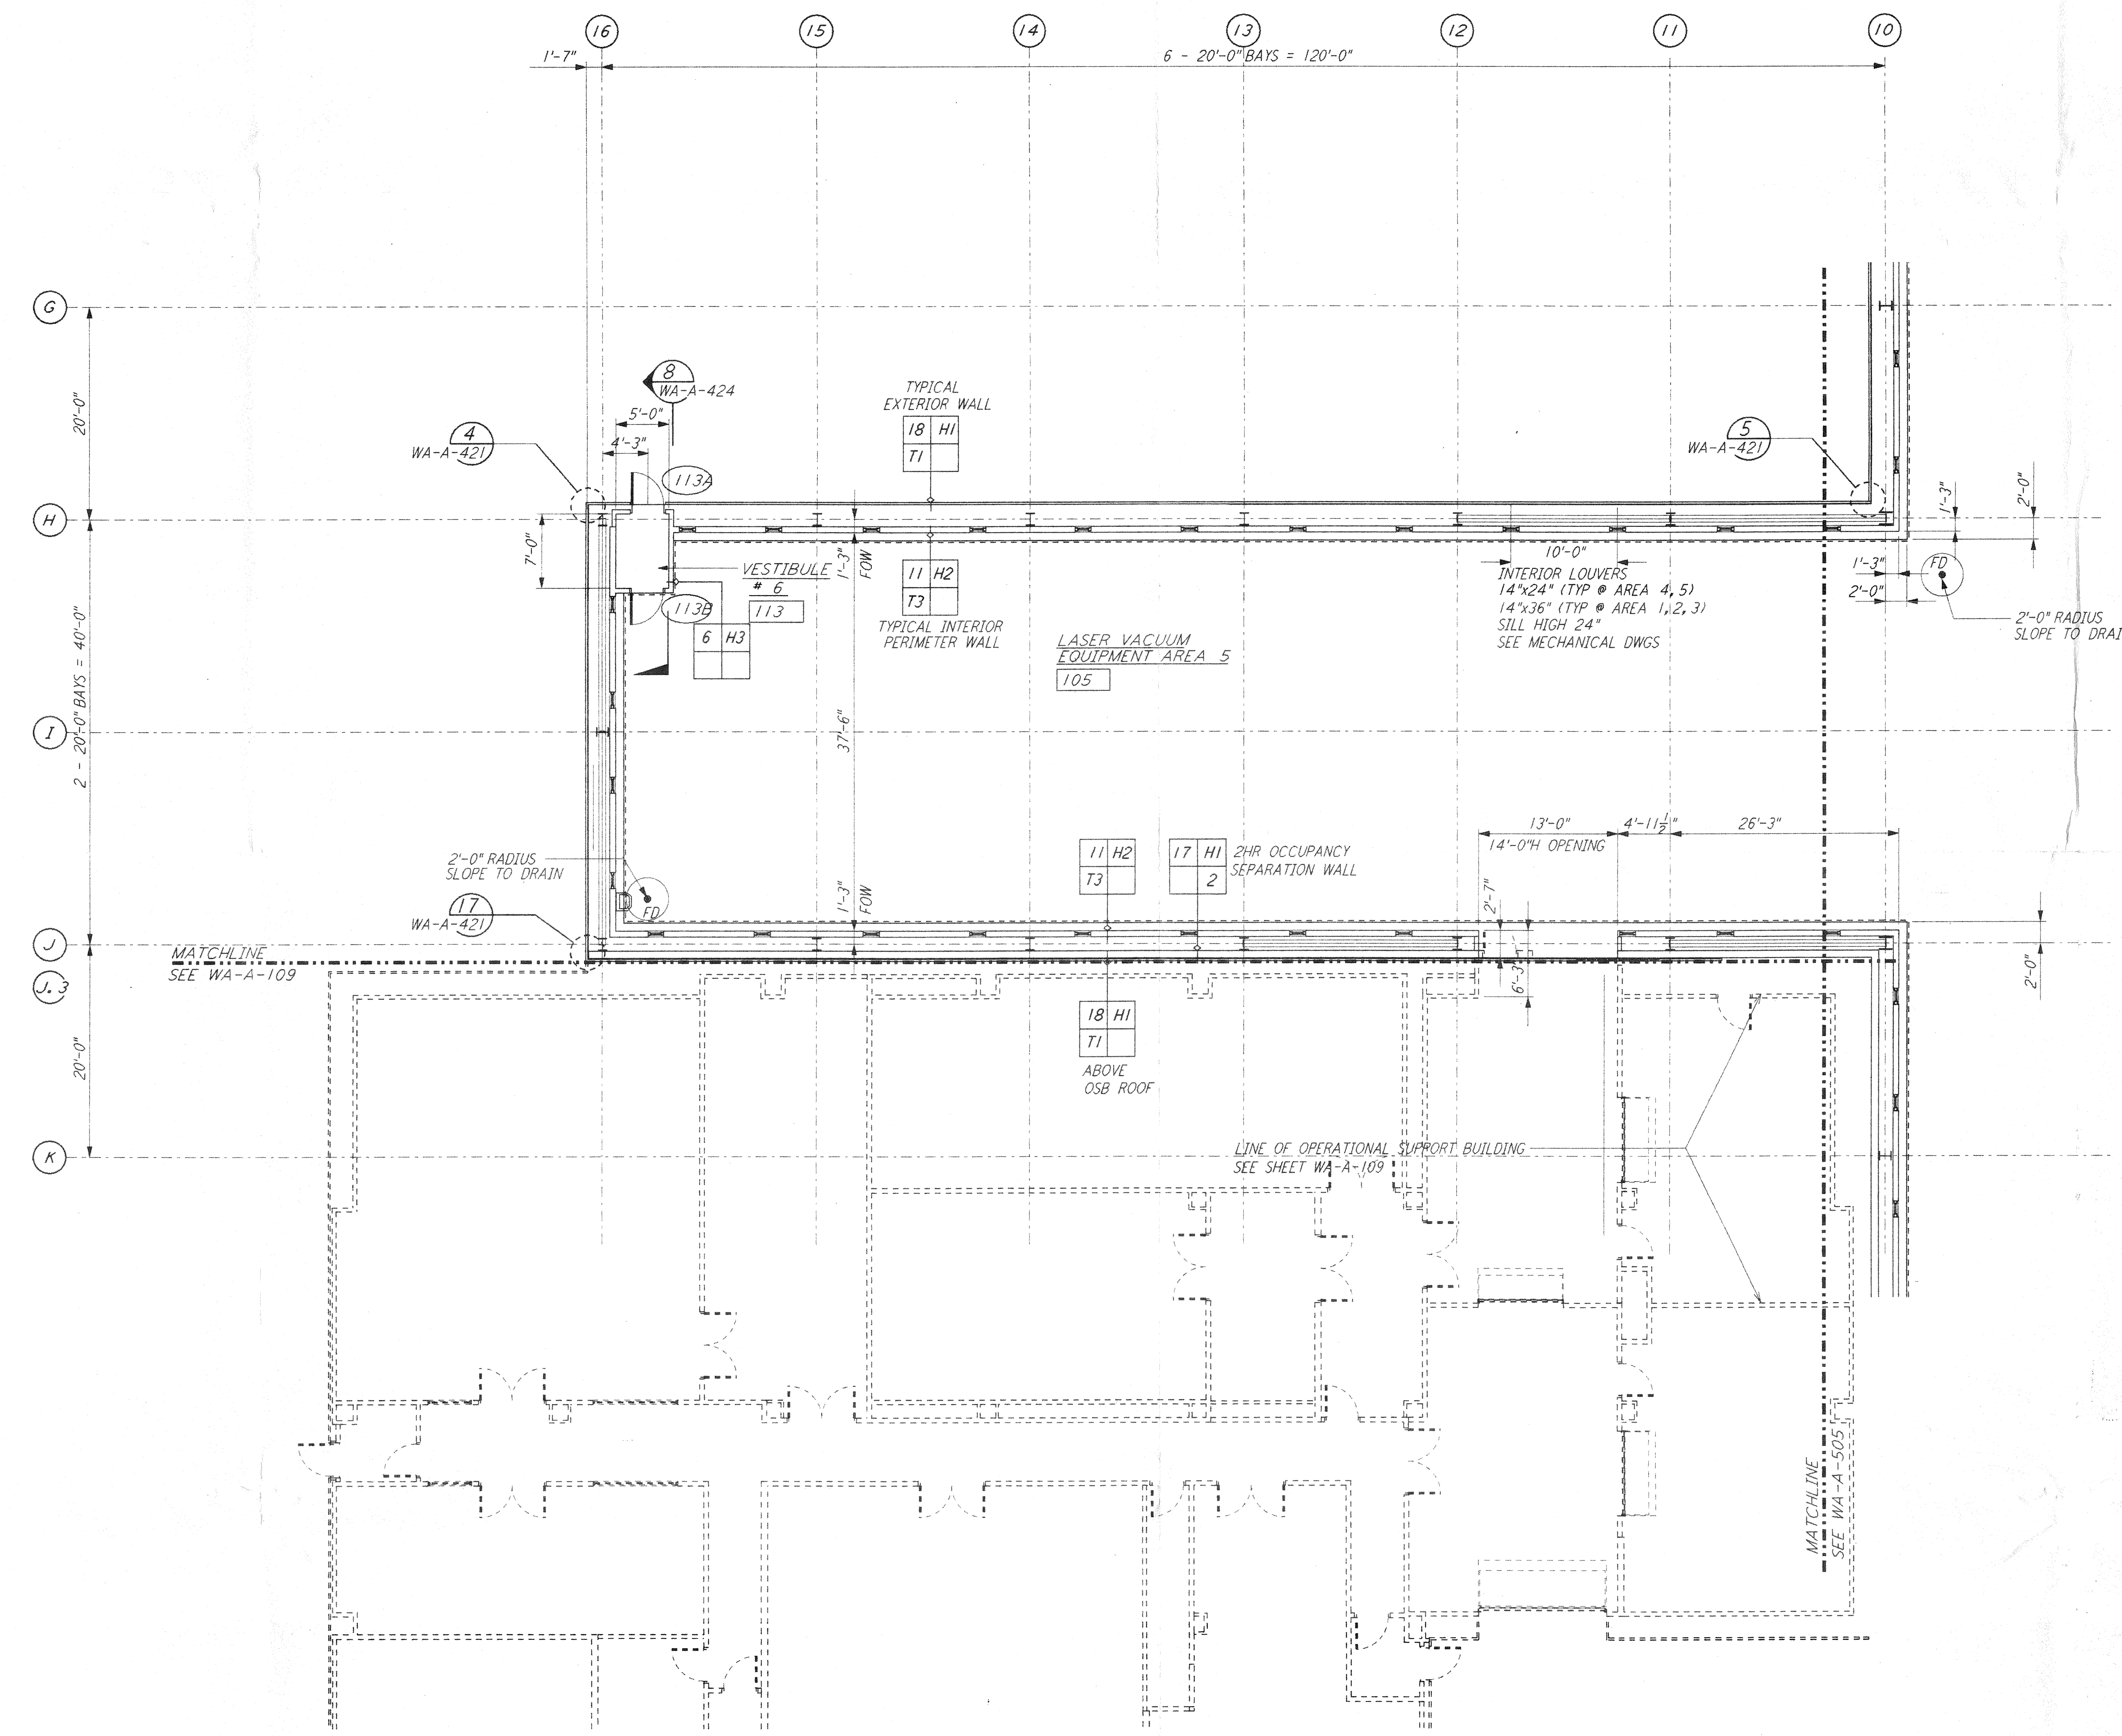 16
15
14
13
12
11
10
1'-7"
6 - 20'-0" BAYS = 120'-0"
G
20'-0"
8
WA-A-424
5'-0"
4'-3"
4
WA-A-421
113A
TYPICAL
EXTERIOR WALL
18 H1
T1
5
WA-A-421
1'-3"
2'-0"
H
7'-0"
VESTIBULE
# 6
113
113B
6 H3
1'-3"
FOW
11 H2
T3
TYPICAL INTERIOR
PERIMETER WALL
10'-0"
INTERIOR LOUVERS
14"x24" (TYP @ AREA 4,5)
14"x36" (TYP @ AREA 1,2,3)
SILL HIGH 24"
SEE MECHANICAL DWGS
1'-3"
2'-0"
FD
2'-0" RADIUS
SLOPE TO DRAI
LASER VACUUM
EQUIPMENT AREA 5
105
2 - 20'-0" BAYS = 40'-0"
I
37'-6"
13'-0"
14'-0"H OPENING
4'-11 1/2"
26'-3"
11 H2
T3
17 H1
2
2HR OCCUPANCY
SEPARATION WALL
2'-0" RADIUS
SLOPE TO DRAIN
FD
1'-3"
FOW
2'-7"
6'-3"
2'-0"
17
WA-A-421
J
MATCHLINE
SEE WA-A-109
J.3
20'-0"
18 H1
T1
ABOVE
OSB ROOF
K
LINE OF OPERATIONAL SUPPORT BUILDING
SEE SHEET WA-A-109
MATCHLINE
SEE WA-A-505